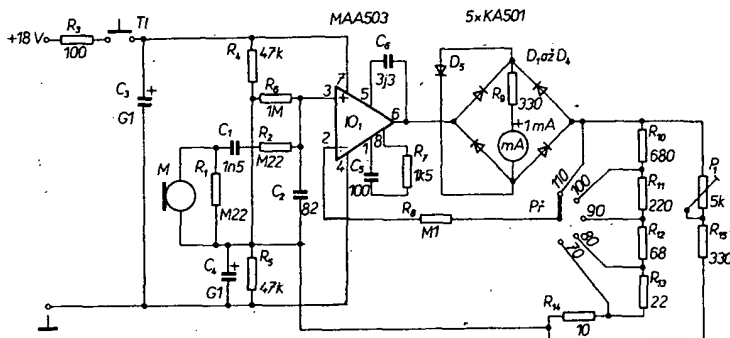 MAA503
5×KA501
+18 V
R3
100
Tl
R4
47k
C6
3j3
D5
D1 až D4
R9
330
+1mA
mA
C3
G1
R6
1M
3
7
5
6
IO1
2
4
1
8
C1
1n5
R2
M22
M
R1
M22
C2
82
C5
100
R7
1k5
R8
M1
Př
110
100
90
80
70
R10
680
R11
220
R12
68
R13
22
P1
5k
R15
330
C4
G1
R5
47k
R14
10